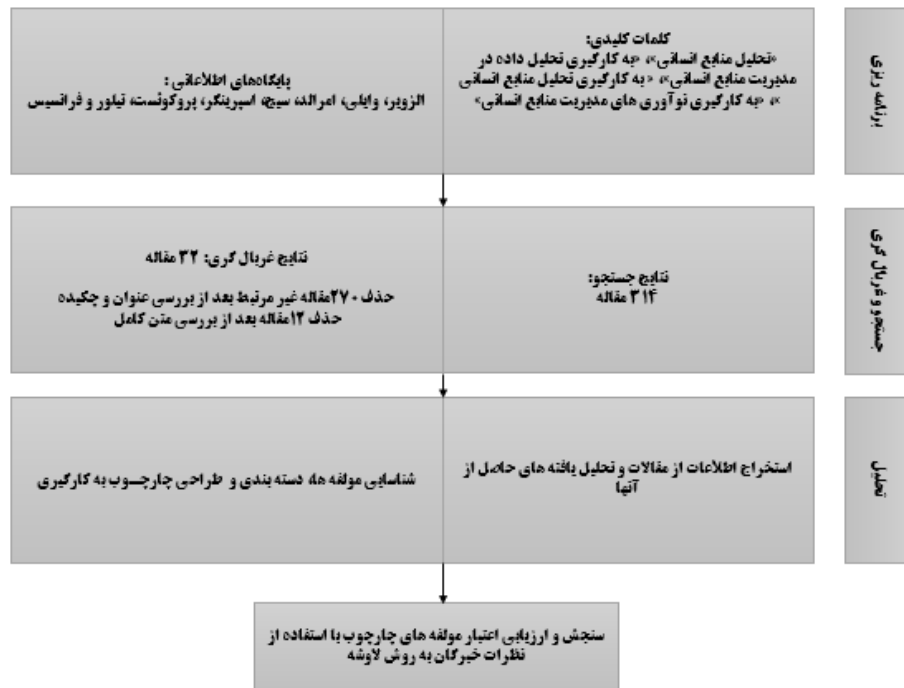 برنامه ریزی
کلمات کلیدی:
«تحلیل منابع انسانی»، «به کارگیری تحلیل داده در
مدیریت منابع انسانی»، « به کارگیری تحلیل منابع انسانی
»، «به کارگیری نوآوری های مدیریت منابع انسانی»
پایگاه‌های اطلاعاتی :
الزویر، وایلی، امرالد، سیج، اسپرینگر، پروکوئست، تیلور و فرانسیس
جستجو و غربال گری
نتایج جستجو:
۳۱۴ مقاله
نتایج غربال گری: ۳۲ مقاله
حذف ۲۷۰مقاله غیر مرتبط بعد از بررسی عنوان و چکیده
حذف ۱۲مقاله بعد از بررسی متن کامل
تحلیل
استخراج اطلاعات از مقالات و تحلیل یافته های حاصل از
آنها
شناسایی مولفه ها، دسته بندی و طراحی چارچـوب به کارگیری
سنجش و ارزیابی اعتبار مولفه های چارچوب با استفاده از
نظرات خبرگان به روش لاوشه